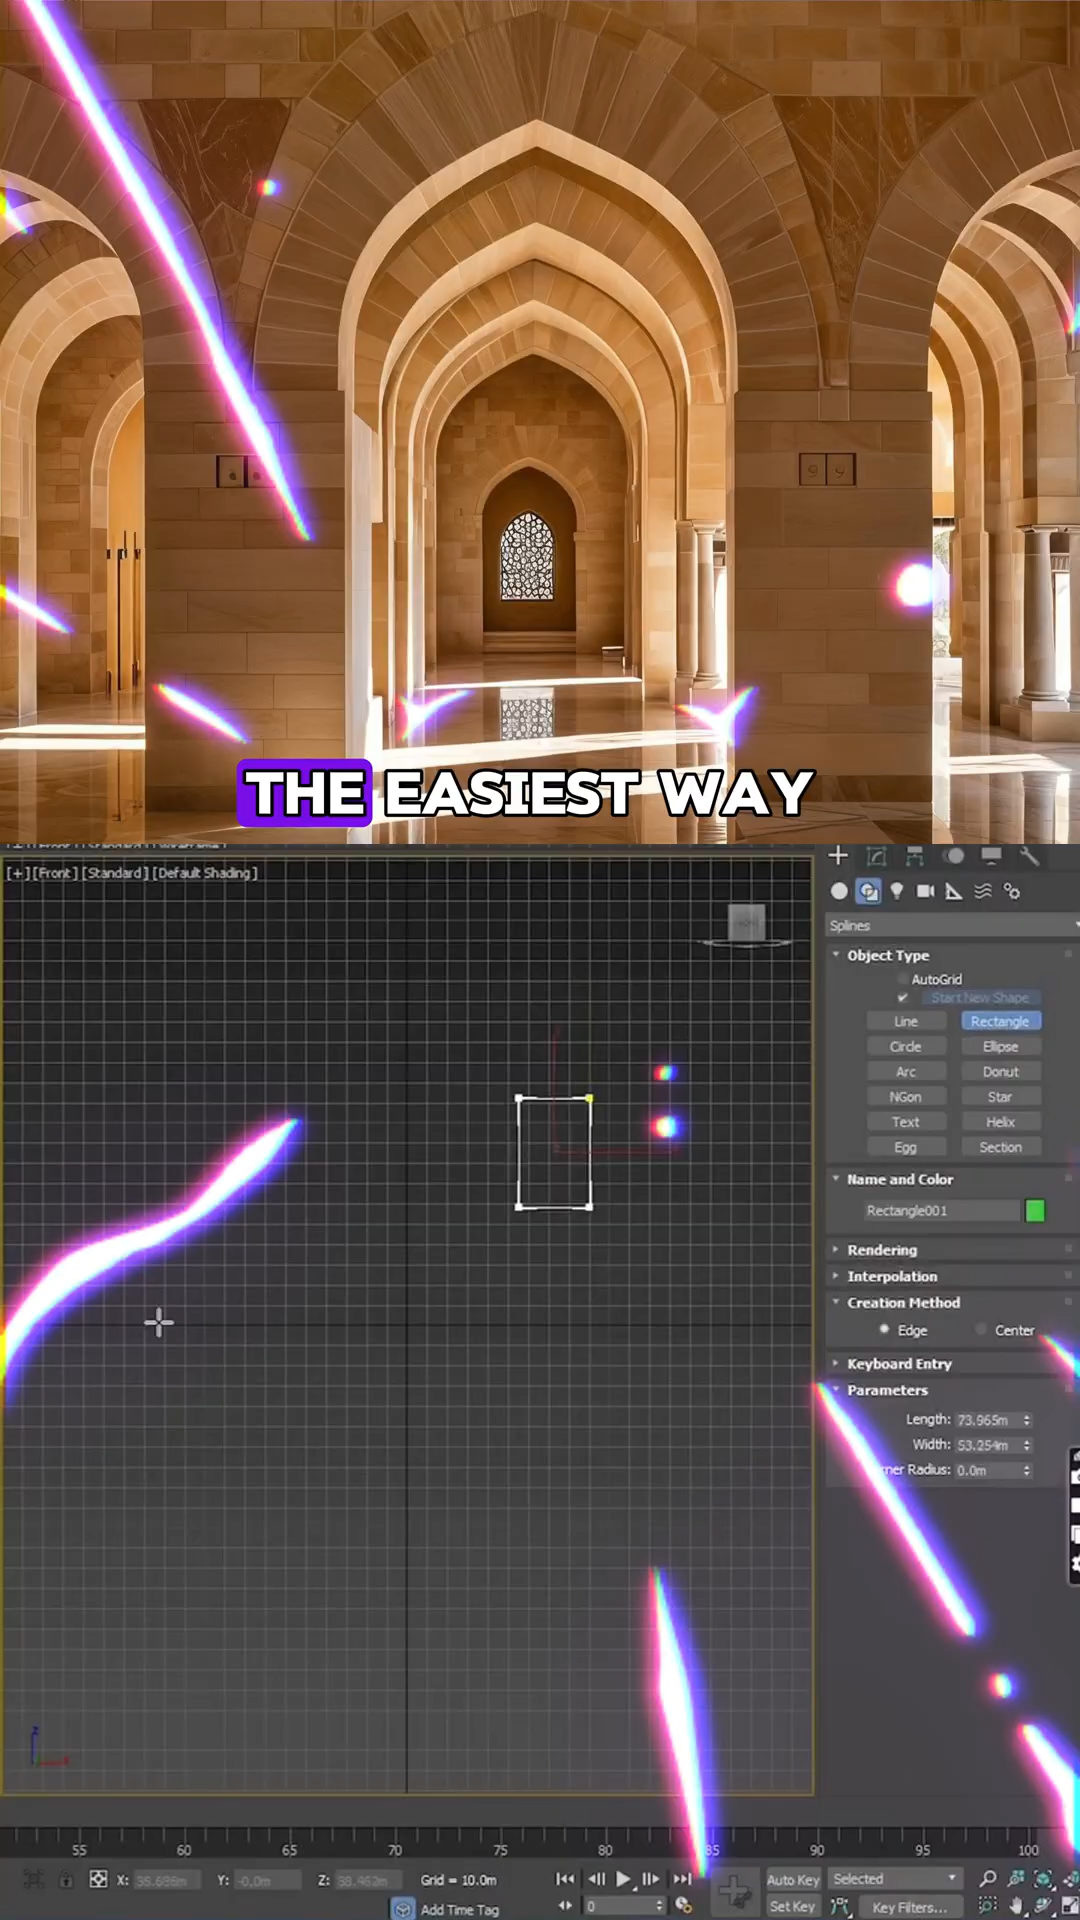 THE EASIEST WAY
[+] [Front] [Standard] [Default Shading]
Splines
Object Type
AutoGrid
Start New Shape
Line Rectangle
Circle Ellipse
Arc Donut
NGon Star
Text Helix
Egg Section
Name and Color
Rectangle001
Rendering
Interpolation
Creation Method
Edge Center
Keyboard Entry
Parameters
Length: 73.965m
Width: 53.254m
ner Radius: 0.0m
z
55 60 65 70 75 80 85 90 95 100
X: Y: -0.0m Z: Grid = 10.0m
Auto Key Selected
0
Add Time Tag
Set Key Key Filters...